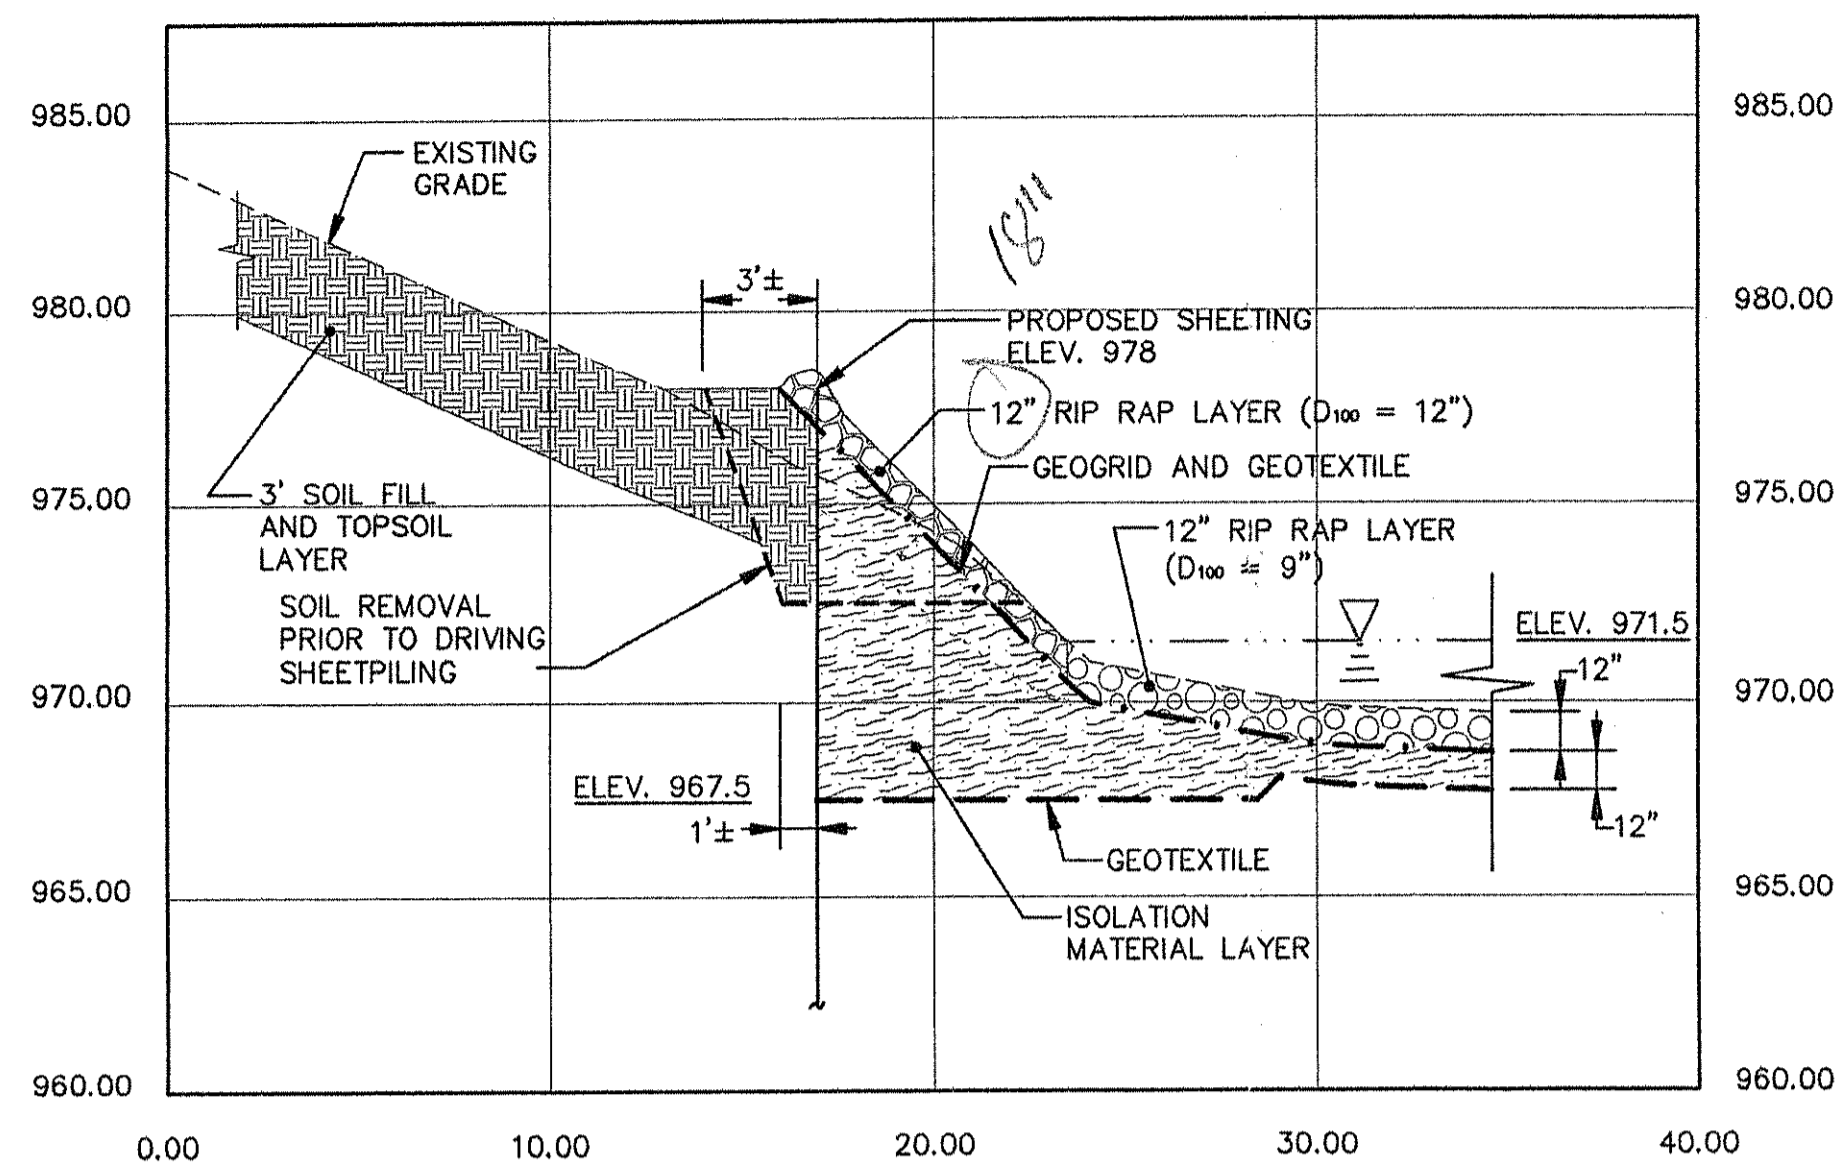 985.00
985.00
EXISTING
GRADE
18"
3'±
980.00
980.00
PROPOSED SHEETING
ELEV. 978
12" RIP RAP LAYER (D100 = 12")
GEOGRID AND GEOTEXTILE
975.00
975.00
3' SOIL FILL
AND TOPSOIL
LAYER
12" RIP RAP LAYER
(D100 = 9")
SOIL REMOVAL
PRIOR TO DRIVING
SHEETPILING
ELEV. 971.5
12"
970.00
970.00
ELEV. 967.5
1'±
12"
GEOTEXTILE
965.00
965.00
ISOLATION
MATERIAL LAYER
960.00
960.00
0.00
10.00
20.00
30.00
40.00